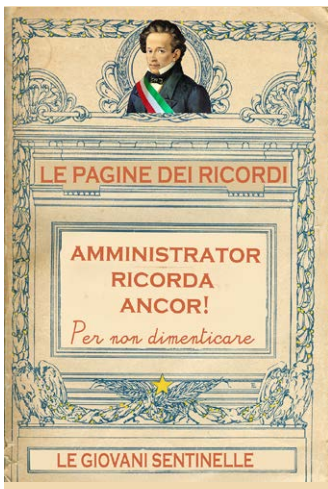 LE PAGINE DEI RICORDI
AMMINISTRATOR
RICORDA
ANCOR!
Per non dimenticare
LE GIOVANI SENTINELLE